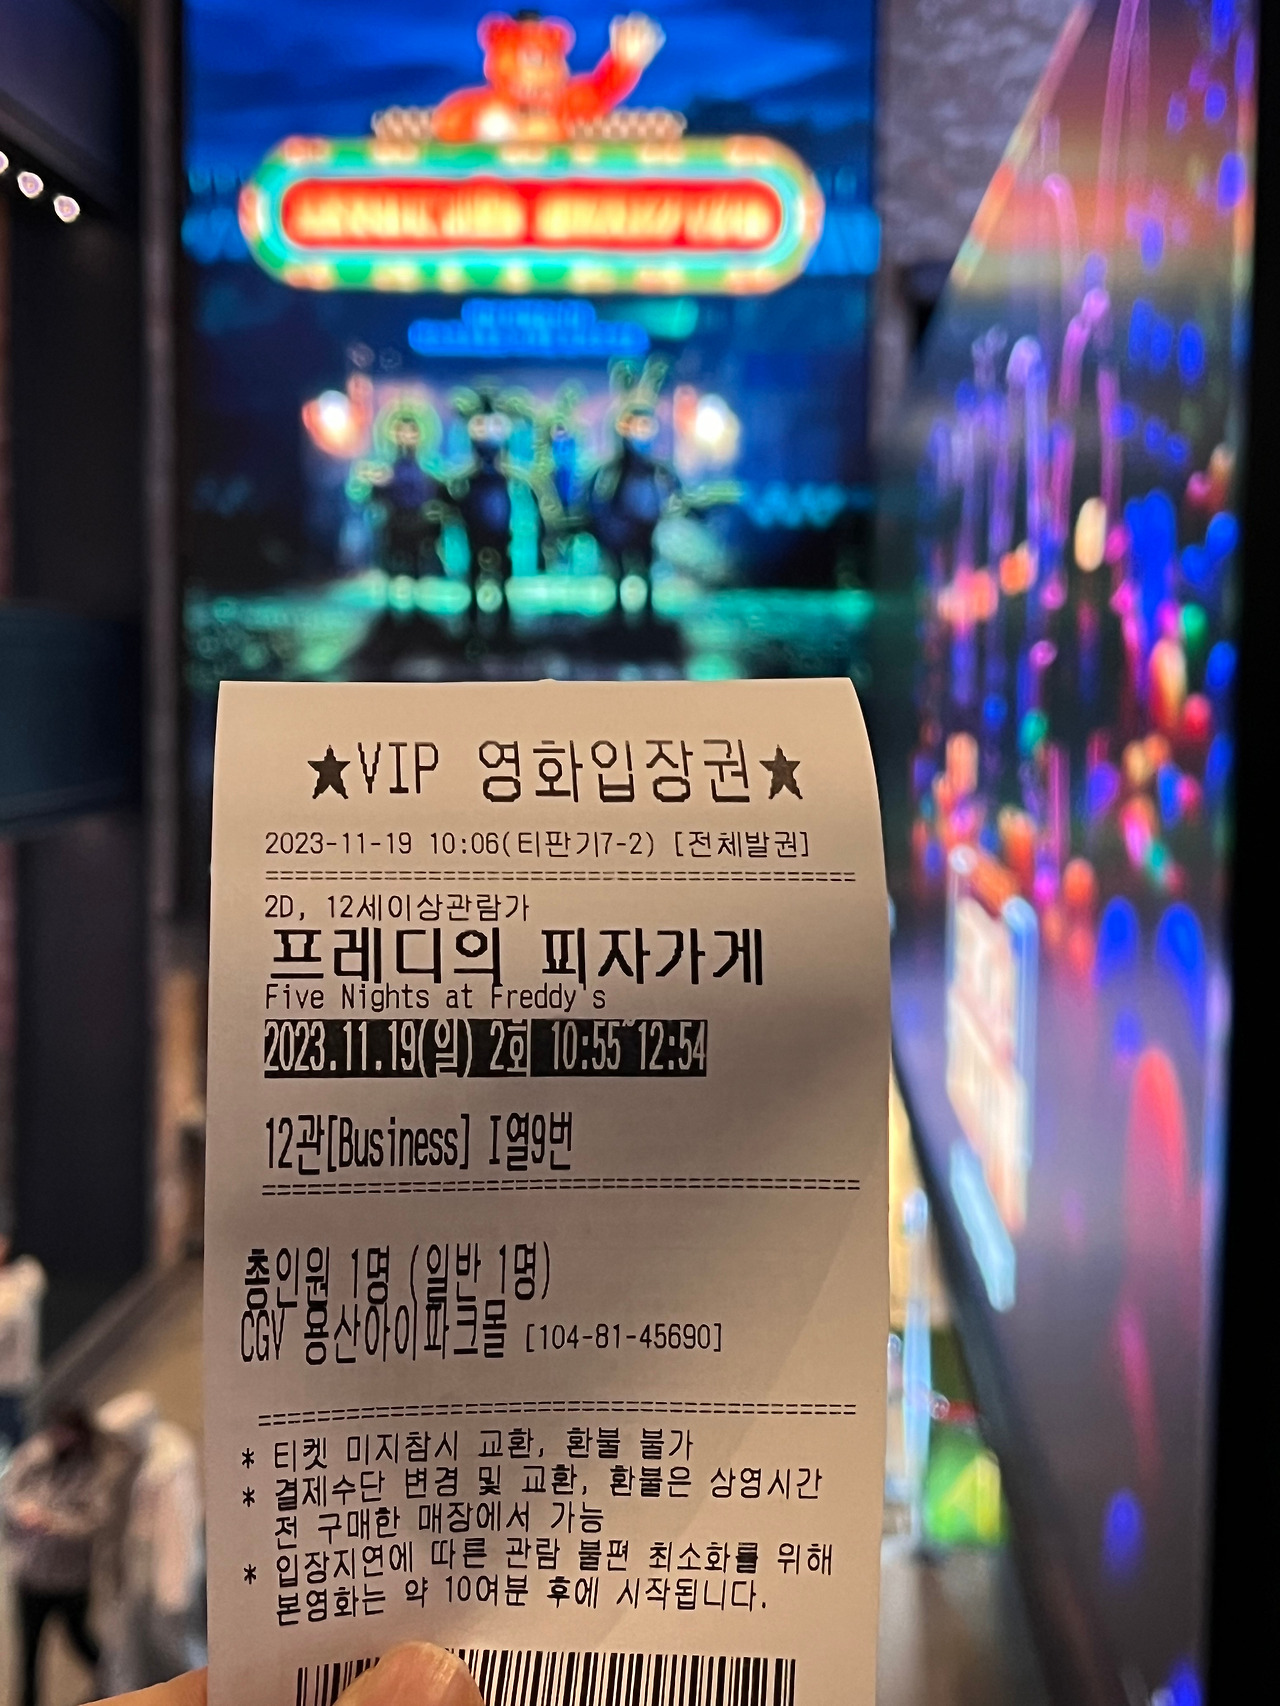 ★VIP 영화입장권★
2023-11-19 10:06(티판기7-2) [전체발권]
==================================================
2D, 12세이상관람가
프레디의 피자가게
Five Nights at Freddy's
2023.11.19(일) 2회 10:55~12:54
12관[Business] I열9번
==================================================
총인원 1명 (일반 1명)
CGV 용산아이파크몰 [104-81-45690]
==================================================
* 티켓 미지참시 교환, 환불 불가
* 결제수단 변경 및 교환, 환불은 상영시간
전 구매한 매장에서 가능
* 입장지연에 따른 관람 불편 최소화를 위해
본영화는 약 10여분 후에 시작됩니다.